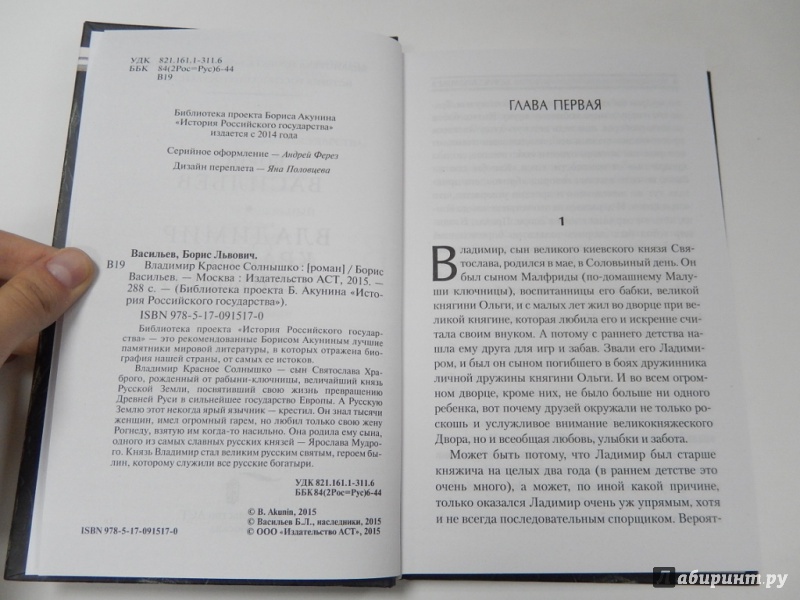 УДК 821.161.1-311.6
ББК 84(2Рос=Рус)6-44
В19
Библиотека проекта Бориса Акунина
«История Российского государства»
издается с 2014 года
Серийное оформление — Андрей Ферез
Дизайн переплета — Яна Половцева
Васильев, Борис Львович.
В19 Владимир Красное Солнышко : [роман] / Борис
Васильев. — Москва : Издательство АСТ, 2015. —
288 с. — (Библиотека проекта Б. Акунина «Исто-
рия Российского государства»).
ISBN 978-5-17-091517-0
Библиотека проекта «История Российского государ-
ства» — это рекомендованные Борисом Акуниным лучшие
памятники мировой литературы, в которых отражена био-
графия нашей страны, от самых ее истоков.
Владимир Красное Солнышко — сын Святослава Хра-
брого, рожденный от рабыни-ключницы, величайший князь
Русской Земли, посвятивший свою жизнь превращению
Древней Руси в сильнейшее государство Европы. А Русскую
Землю этот некогда ярый язычник — крестил. Он знал тысячи
женщин, имел огромный гарем, но любил только свою жену
Рогнеду, взятую им когда-то насильно. Она родила ему сына,
одного из самых славных русских князей — Ярослава Мудро-
го. Князь Владимир стал великим русским святым, героем бы-
лин, которому служили все русские богатыри.
УДК 821.161.1-311.6
ББК 84(2Рос=Рус)6-44
© B. Akunin, 2015
© Васильев Б.Л., наследники, 2015
ISBN 978-5-17-091517-0 © ООО «Издательство АСТ», 2015
ГЛАВА ПЕРВАЯ
1
Владимир, сын великого киевского князя Свя-
тослава, родился в мае, в Соловьиный день. Он
был сыном Малфриды (по-домашнему Малу-
ши ключницы), воспитанницы его бабки, великой
княгини Ольги, и с малых лет жил во дворце при ве-
ликой княгине, которая любила его и искренне счи-
тала своим внуком. А потому с раннего детства на-
шла ему друга для игр и забав. Звали его Ладими-
ром, и был он сыном погибшего в боях дружинника
личной дружины княгини Ольги. И во всем огром-
ном дворце, кроме них, не было больше ни одного
ребенка, вот почему друзей окружали не только ро-
скошь и услужливое внимание великокняжеского
Двора, но и всеобщая любовь, улыбки и забота.
Может быть потому, что Ладимир был старше
княжича на целых два года (в раннем детстве это
очень много), а может, по иной какой причине,
только оказался Ладимир очень уж упрямым, хотя
и не всегда последовательным спорщиком. Вероят-
Лабиринт.ру